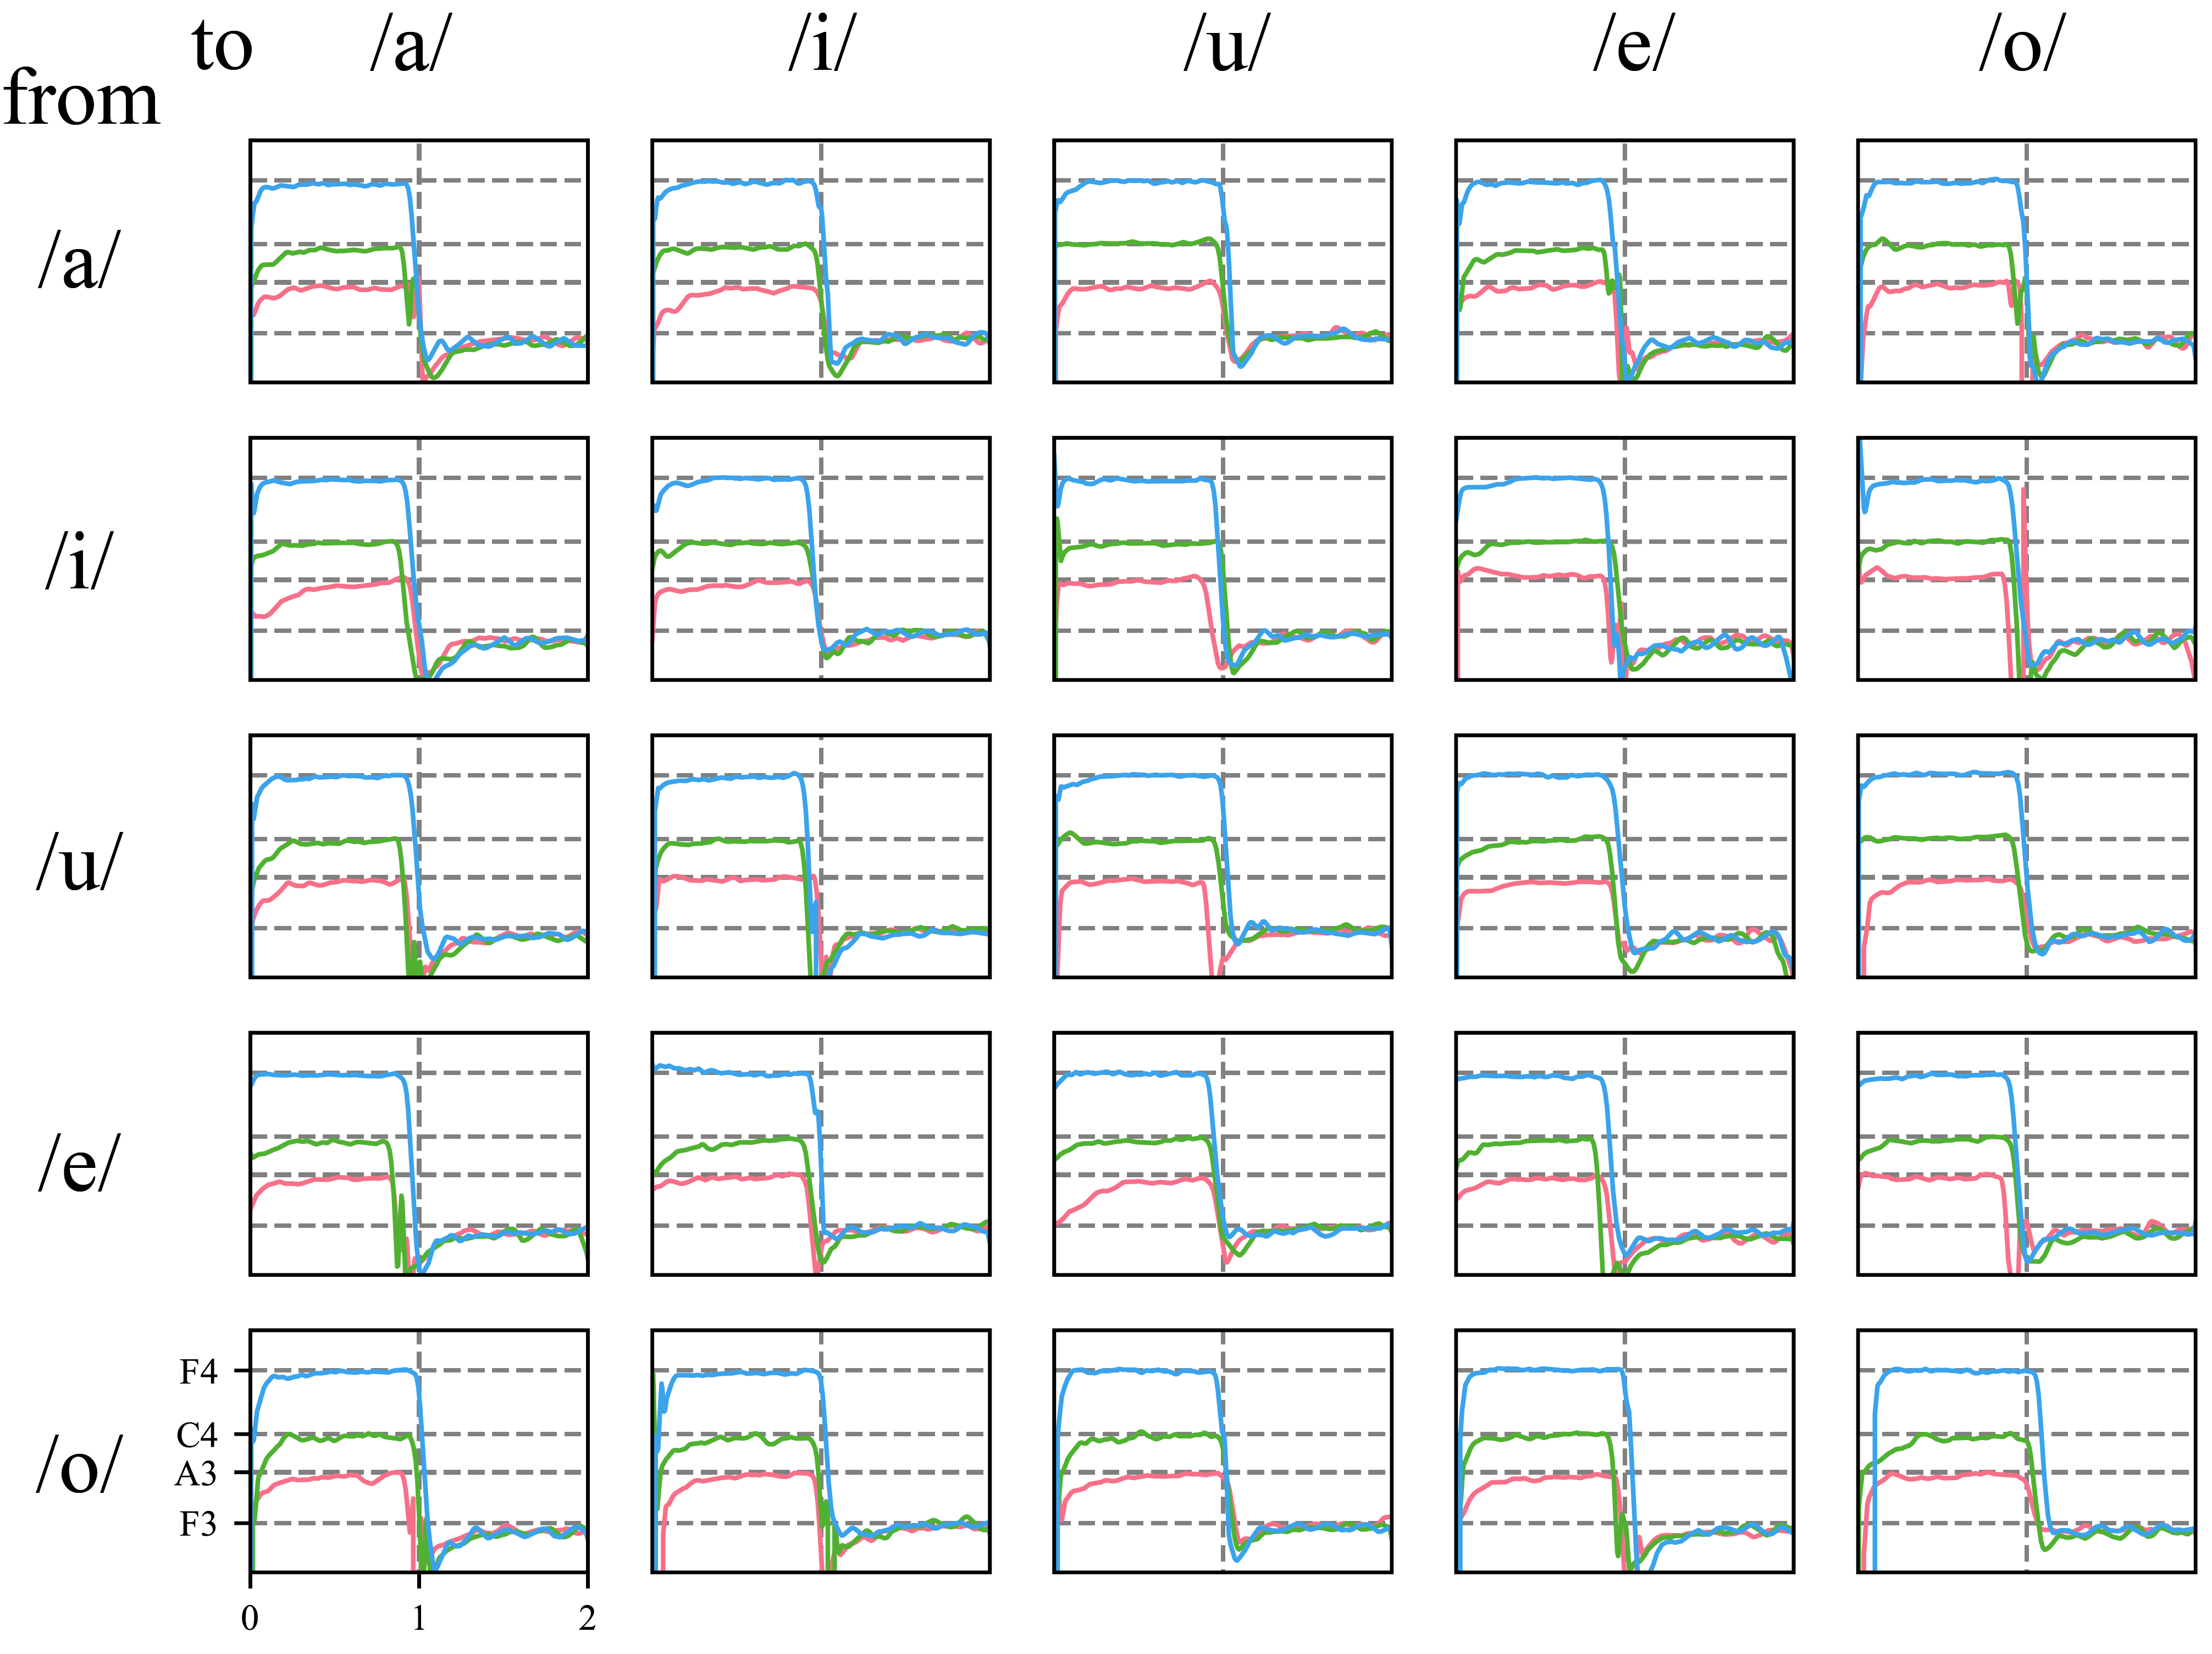 to /a/ /i/ /u/ /e/ /o/
from
/a/
/i/
/u/
/e/
/o/
F4
C4
A3
F3
0 1 2